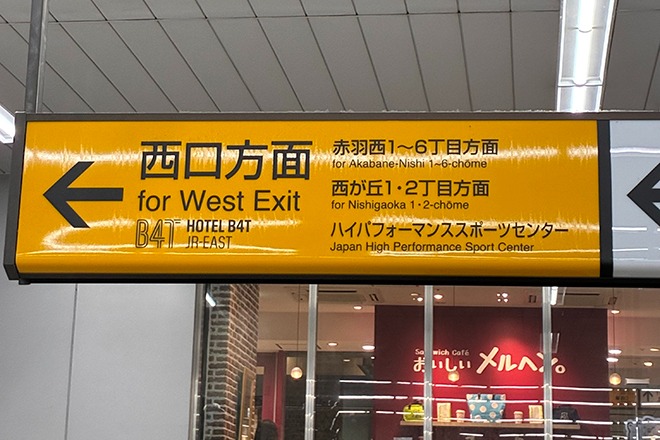 西口方面
for West Exit
B4T HOTEL B4T
JR-EAST
赤羽西1～6丁目方面
for Akabane-Nishi 1~6-chōme
西が丘1・2丁目方面
for Nishigaoka 1・2-chōme
ハイパフォーマンススポーツセンター
Japan High Performance Sport Center
Sandwich Café
おいしい メルヘン。